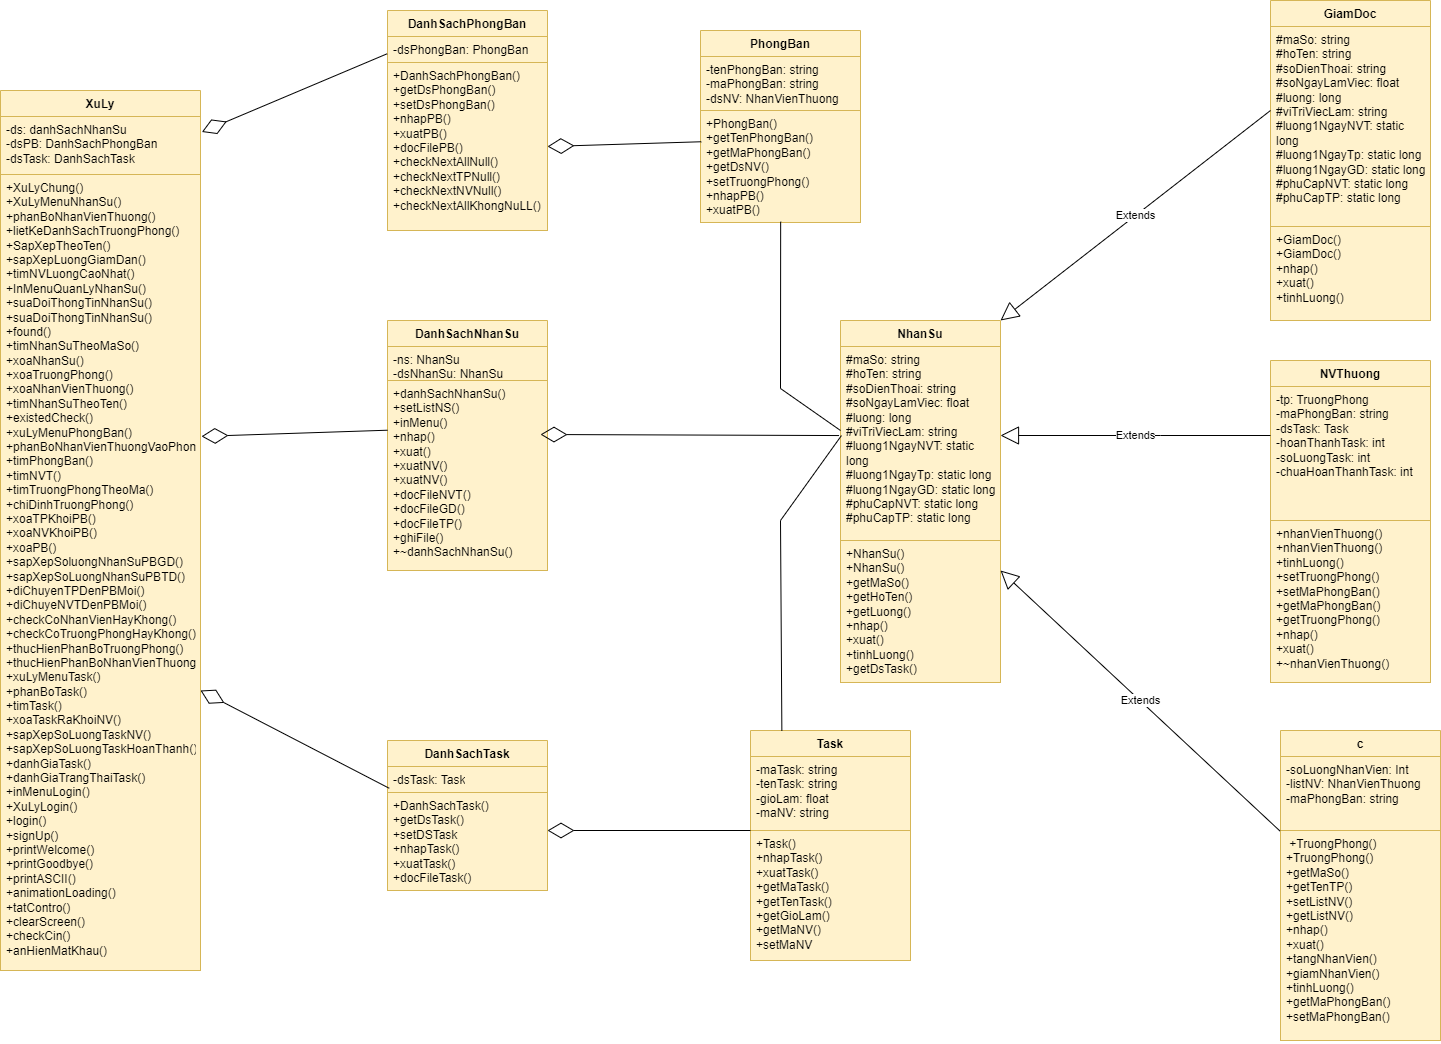 XuLy
-ds: danhSachNhanSu
-dsPB: DanhSachPhongBan
-dsTask: DanhSachTask
+XuLyChung()
+XuLyMenuNhanSu()
+phanBoNhanVienThuong()
+lietKeDanhSachTruongPhong()
+SapXepTheoTen()
+sapXepLuongGiamDan()
+timNVLuongCaoNhat()
+InMenuQuanLyNhanSu()
+suaDoiThongTinNhanSu()
+suaDoiThongTinNhanSu()
+found()
+timNhanSuTheoMaSo()
+xoaNhanSu()
+xoaTruongPhong()
+xoaNhanVienThuong()
+timNhanSuTheoTen()
+existedCheck()
+xuLyMenuPhongBan()
+phanBoNhanVienThuongVaoPhon
+timPhongBan()
+timNVT()
+timTruongPhongTheoMa()
+chiDinhTruongPhong()
+xoaTPKhoiPB()
+xoaNVKhoiPB()
+xoaPB()
+sapXepSoluongNhanSuPBGD()
+sapXepSoLuongNhanSuPBTD()
+diChuyenTPDenPBMoi()
+diChuyeNVTDenPBMoi()
+checkCoNhanVienHayKhong()
+checkCoTruongPhongHayKhong()
+thucHienPhanBoTruongPhong()
+thucHienPhanBoNhanVienThuong
+xuLyMenuTask()
+phanBoTask()
+timTask()
+xoaTaskRaKhoiNV()
+sapXepSoLuongTaskNV()
+sapXepSoLuongTaskHoanThanh()
+danhGiaTask()
+danhGiaTrangThaiTask()
+inMenuLogin()
+XuLyLogin()
+login()
+signUp()
+printWelcome()
+printGoodbye()
+printASCII()
+animationLoading()
+tatContro()
+clearScreen()
+checkCin()
+anHienMatKhau()
DanhSachPhongBan
-dsPhongBan: PhongBan
+DanhSachPhongBan()
+getDsPhongBan()
+setDsPhongBan()
+nhapPB()
+xuatPB()
+docFilePB()
+checkNextAllNull()
+checkNextTPNull()
+checkNextNVNull()
+checkNextAllKhongNuLL()
DanhSachNhanSu
-ns: NhanSu
-dsNhanSu: NhanSu
+danhSachNhanSu()
+setListNS()
+inMenu()
+nhap()
+xuat()
+xuatNV()
+xuatNV()
+docFileNVT()
+docFileGD()
+docFileTP()
+ghiFile()
+~danhSachNhanSu()
DanhSachTask
-dsTask: Task
+DanhSachTask()
+getDsTask()
+setDSTask
+nhapTask()
+xuatTask()
+docFileTask()
PhongBan
-tenPhongBan: string
-maPhongBan: string
-dsNV: NhanVienThuong
+PhongBan()
+getTenPhongBan()
+getMaPhongBan()
+getDsNV()
+setTruongPhong()
+nhapPB()
+xuatPB()
NhanSu
#maSo: string
#hoTen: string
#soDienThoai: string
#soNgayLamViec: float
#luong: long
#viTriViecLam: string
#luong1NgayNVT: static
long
#luong1NgayTp: static long
#luong1NgayGD: static long
#phuCapNVT: static long
#phuCapTP: static long
+NhanSu()
+NhanSu()
+getMaSo()
+getHoTen()
+getLuong()
+nhap()
+xuat()
+tinhLuong()
+getDsTask()
Task
-maTask: string
-tenTask: string
-gioLam: float
-maNV: string
+Task()
+nhapTask()
+xuatTask()
+getMaTask()
+getTenTask()
+getGioLam()
+getMaNV()
+setMaNV
Extends
Extends
Extends
GiamDoc
#maSo: string
#hoTen: string
#soDienThoai: string
#soNgayLamViec: float
#luong: long
#viTriViecLam: string
#luong1NgayNVT: static
long
#luong1NgayTp: static long
#luong1NgayGD: static long
#phuCapNVT: static long
#phuCapTP: static long
+GiamDoc()
+GiamDoc()
+nhap()
+xuat()
+tinhLuong()
NVThuong
-tp: TruongPhong
-maPhongBan: string
-dsTask: Task
-hoanThanhTask: int
-soLuongTask: int
-chuaHoanThanhTask: int
+nhanVienThuong()
+nhanVienThuong()
+tinhLuong()
+setTruongPhong()
+setMaPhongBan()
+getMaPhongBan()
+getTruongPhong()
+nhap()
+xuat()
+~nhanVienThuong()
c
-soLuongNhanVien: Int
-listNV: NhanVienThuong
-maPhongBan: string
+TruongPhong()
+TruongPhong()
+getMaSo()
+getTenTP()
+setListNV()
+getListNV()
+nhap()
+xuat()
+tangNhanVien()
+giamNhanVien()
+tinhLuong()
+getMaPhongBan()
+setMaPhongBan()